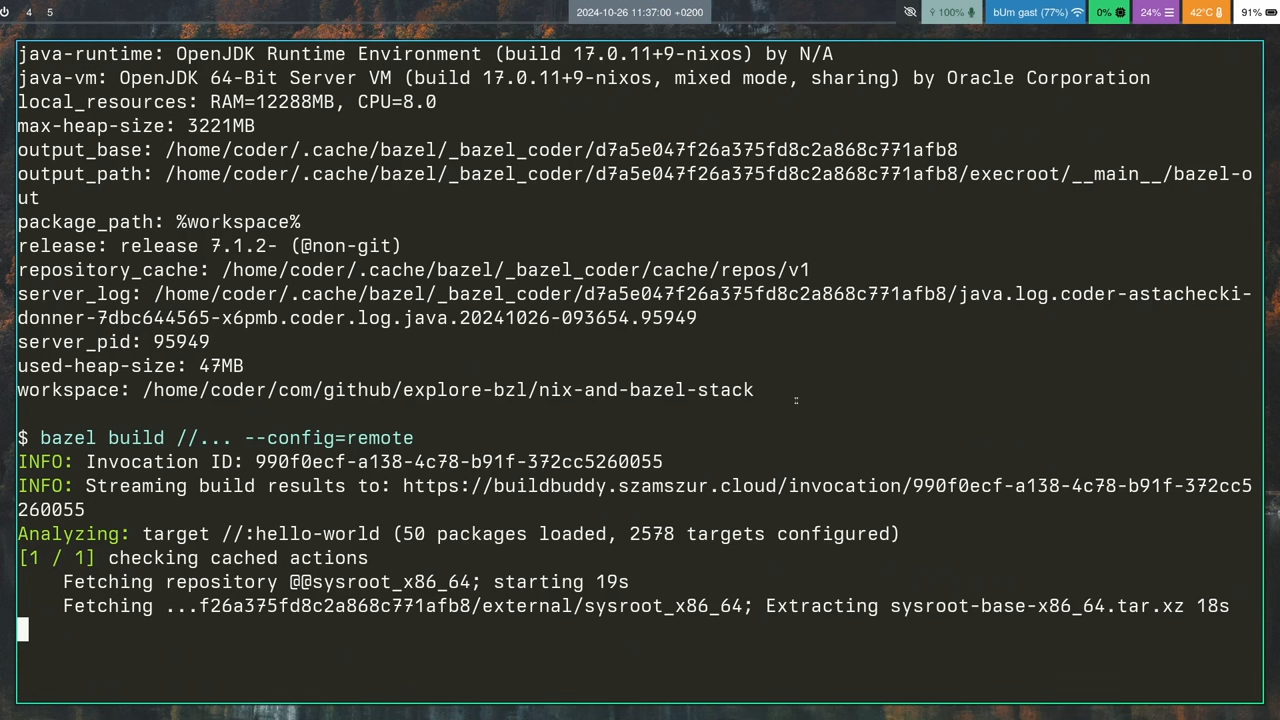 4 5 2024-10-26 11:37:00 +0200 100% bUm gast (77%) 0% 24% 42°C 91%
java-runtime: OpenJDK Runtime Environment (build 17.0.11+9-nixos) by N/A
java-vm: OpenJDK 64-Bit Server VM (build 17.0.11+9-nixos, mixed mode, sharing) by Oracle Corporation
local_resources: RAM=12288MB, CPU=8.0
max-heap-size: 3221MB
output_base: /home/coder/.cache/bazel/_bazel_coder/d7a5e047f26a375fd8c2a868c771afb8
output_path: /home/coder/.cache/bazel/_bazel_coder/d7a5e047f26a375fd8c2a868c771afb8/execroot/__main__/bazel-o
ut
package_path: %workspace%
release: release 7.1.2- (@non-git)
repository_cache: /home/coder/.cache/bazel/_bazel_coder/cache/repos/v1
server_log: /home/coder/.cache/bazel/_bazel_coder/d7a5e047f26a375fd8c2a868c771afb8/java.log.coder-astachecki-
donner-7dbc644565-x6pmb.coder.log.java.20241026-093654.95949
server_pid: 95949
used-heap-size: 47MB
workspace: /home/coder/com/github/explore-bzl/nix-and-bazel-stack
$ bazel build //... --config=remote
INFO: Invocation ID: 990f0ecf-a138-4c78-b91f-372cc5260055
INFO: Streaming build results to: https://buildbuddy.szamszur.cloud/invocation/990f0ecf-a138-4c78-b91f-372cc5
260055
Analyzing: target //:hello-world (50 packages loaded, 2578 targets configured)
[1 / 1] checking cached actions
Fetching repository @@sysroot_x86_64; starting 19s
Fetching ...f26a375fd8c2a868c771afb8/external/sysroot_x86_64; Extracting sysroot-base-x86_64.tar.xz 18s